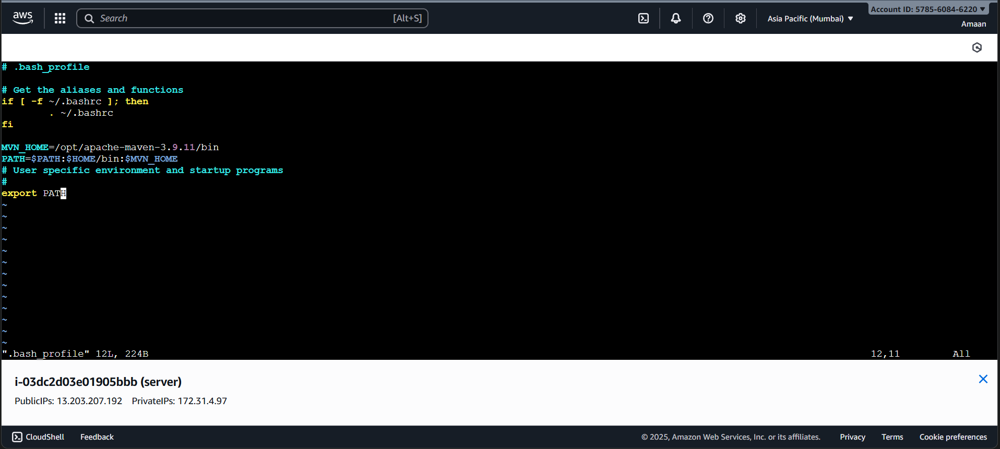 aws
Search [Alt+S]
Asia Pacific (Mumbai)
Account ID: 5785-6084-6220
Amaan
# .bash_profile
# Get the aliases and functions
if [ -f ~/.bashrc ]; then
. ~/.bashrc
fi
MVN_HOME=/opt/apache-maven-3.9.11/bin
PATH=$PATH:$HOME/bin:$MVN_HOME
# User specific environment and startup programs
#
export PATH
~
~
~
~
~
~
~
~
~
~
~
~
~
".bash_profile" 12L, 224B 12,11 All
i-03dc2d03e01905bbb (server)
PublicIPs: 13.203.207.192 PrivateIPs: 172.31.4.97
CloudShell Feedback © 2025, Amazon Web Services, Inc. or its affiliates. Privacy Terms Cookie preferences